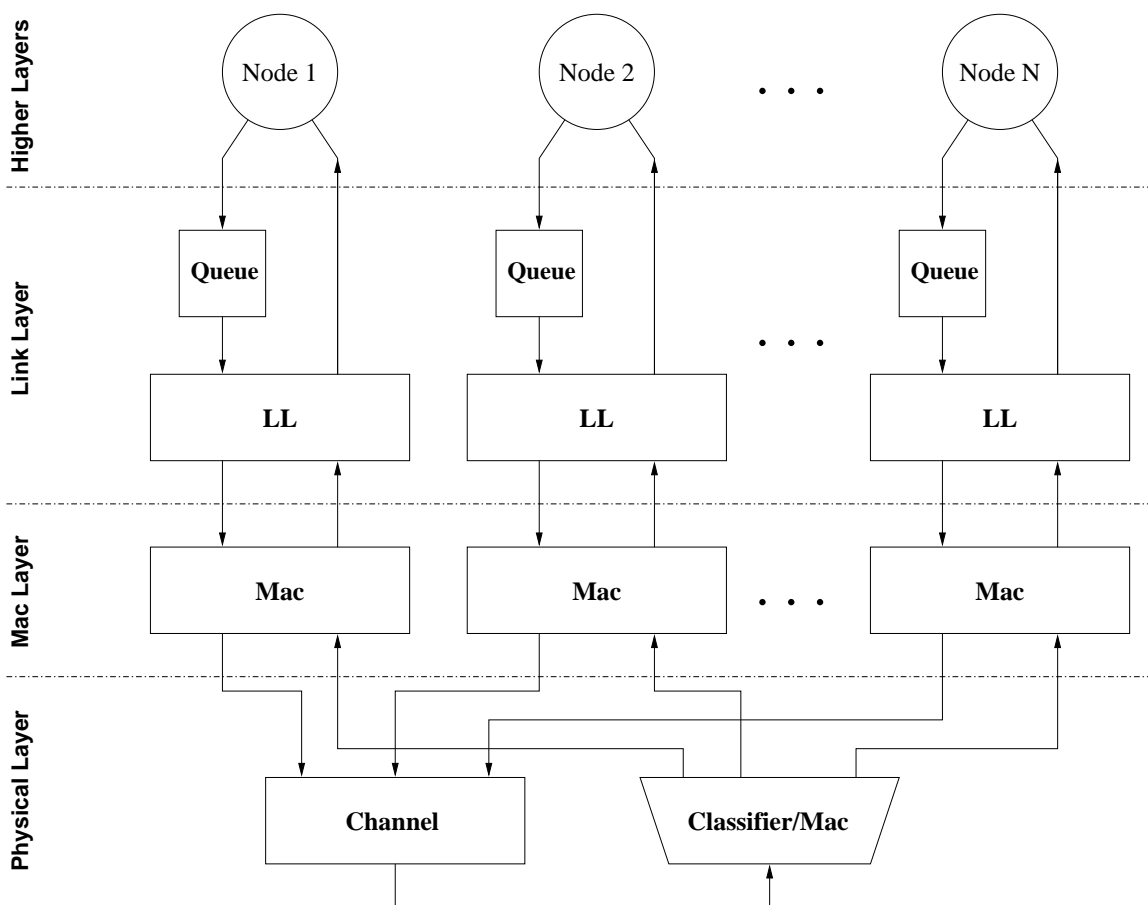 Higher Layers
Node 1
Node 2
. . .
Node N
Link Layer
Queue
Queue
Queue
. . .
LL
LL
LL
Mac Layer
Mac
Mac
. . .
Mac
Physical Layer
Channel
Classifier/Mac